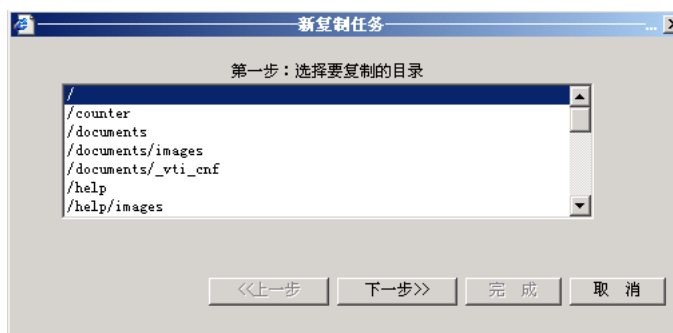 新复制任务
...
第一步：选择要复制的目录
/
/counter
/documents
/documents/images
/documents/_vti_cnf
/help
/help/images
<<上一步 下一步>> 完 成 取 消